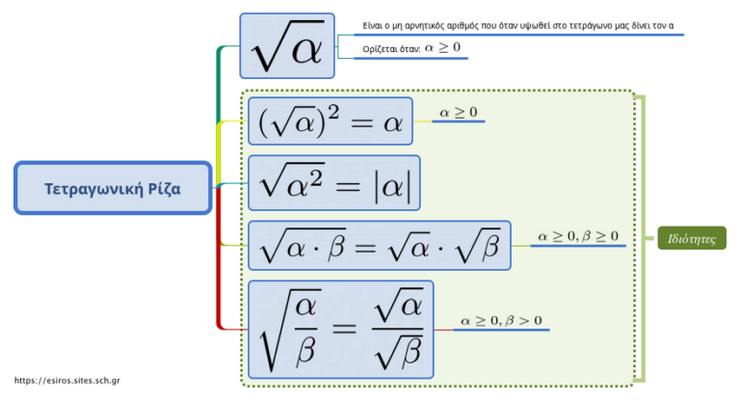 Τετραγωνική Ρίζα
√α
Είναι ο μη αρνητικός αριθμός που όταν υψωθεί στο τετράγωνο μας δίνει τον α
Ορίζεται όταν: α ≥ 0
(√α)² = α
α ≥ 0
√α² = |α|
√α · β = √α · √β
α ≥ 0, β ≥ 0
√(α/β) = √α/√β
α ≥ 0, β > 0
Ιδιότητες
https://esiros.sites.sch.gr